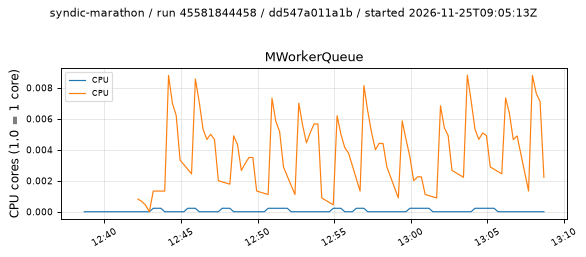 syndic-marathon / run 45581844458 / dd547a011a1b / started 2026-11-25T09:05:13Z
MWorkerQueue
CPU cores (1.0 = 1 core)
0.008
0.006
0.004
0.002
0.000
CPU
CPU
12:40
12:45
12:50
12:55
13:00
13:05
13:10